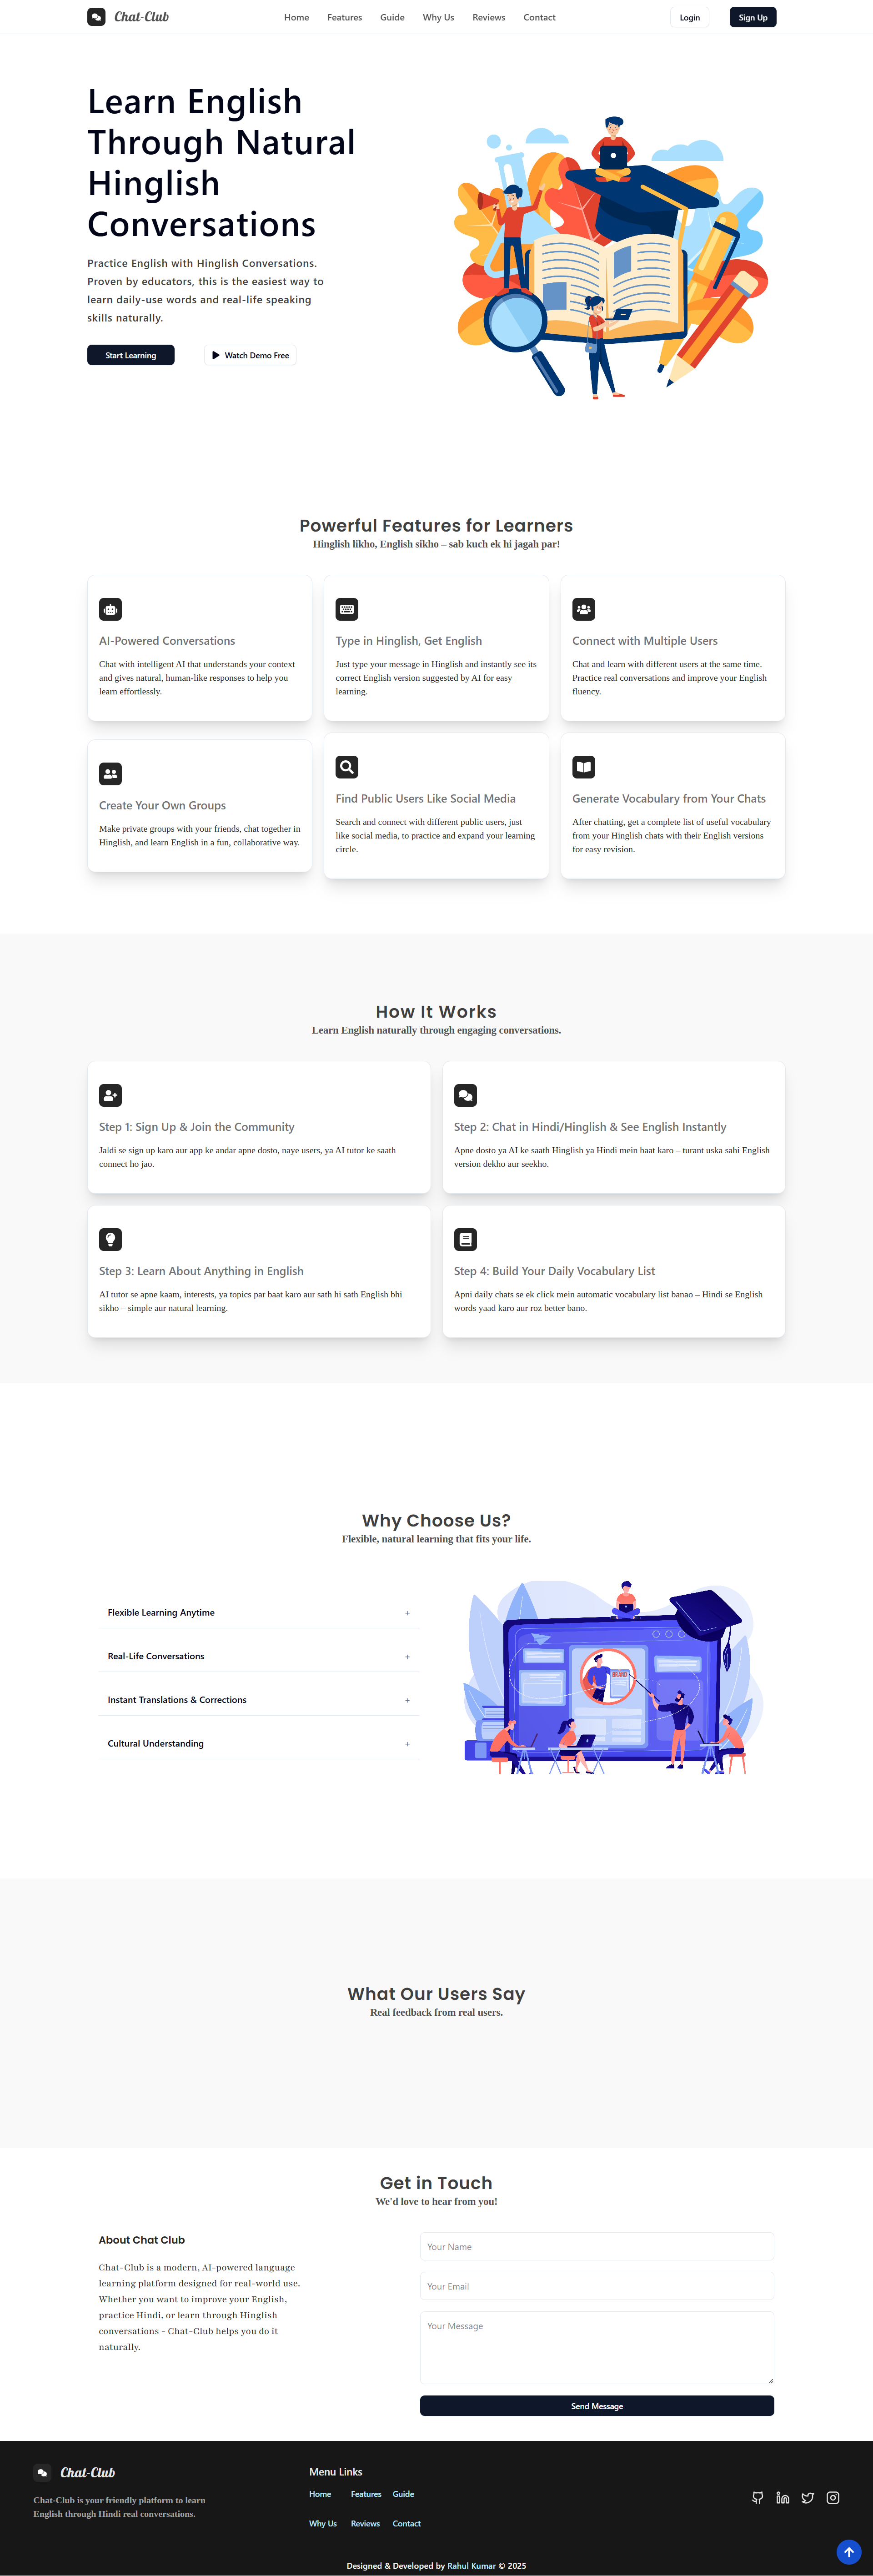 Chat-Club
Home
Features
Guide
Why Us
Reviews
Contact
Login
Sign Up
Learn English
Through Natural
Hinglish
Conversations
Practice English with Hinglish Conversations.
Proven by educators, this is the easiest way to
learn daily-use words and real-life speaking
skills naturally.
Start Learning
Watch Demo Free
Powerful Features for Learners
Hinglish likho, English sikho – sab kuch ek hi jagah par!
AI-Powered Conversations
Chat with intelligent AI that understands your context
and gives natural, human-like responses to help you
learn effortlessly.
Type in Hinglish, Get English
Just type your message in Hinglish and instantly see its
correct English version suggested by AI for easy
learning.
Connect with Multiple Users
Chat and learn with different users at the same time.
Practice real conversations and improve your English
fluency.
Create Your Own Groups
Make private groups with your friends, chat together in
Hinglish, and learn English in a fun, collaborative way.
Find Public Users Like Social Media
Search and connect with different public users, just
like social media, to practice and expand your learning
circle.
Generate Vocabulary from Your Chats
After chatting, get a complete list of useful vocabulary
from your Hinglish chats with their English versions
for easy revision.
How It Works
Learn English naturally through engaging conversations.
Step 1: Sign Up & Join the Community
Jaldi se sign up karo aur app ke andar apne dosto, naye users, ya AI tutor ke saath
connect ho jao.
Step 2: Chat in Hindi/Hinglish & See English Instantly
Apne dosto ya AI ke saath Hinglish ya Hindi mein baat karo – turant uska sahi English
version dekho aur seekho.
Step 3: Learn About Anything in English
AI tutor se apne kaam, interests, ya topics par baat karo aur sath hi sath English bhi
sikho – simple aur natural learning.
Step 4: Build Your Daily Vocabulary List
Apni daily chats se ek click mein automatic vocabulary list banao – Hindi se English
words yaad karo aur roz better bano.
Why Choose Us?
Flexible, natural learning that fits your life.
Flexible Learning Anytime +
Real-Life Conversations +
Instant Translations & Corrections +
Cultural Understanding +
BRAND
What Our Users Say
Real feedback from real users.
Get in Touch
We'd love to hear from you!
About Chat Club
Chat-Club is a modern, AI-powered language
learning platform designed for real-world use.
Whether you want to improve your English,
practice Hindi, or learn through Hinglish
conversations - Chat-Club helps you do it
naturally.
Your Name
Your Email
Your Message
Send Message
Chat-Club
Chat-Club is your friendly platform to learn
English through Hindi real conversations.
Menu Links
Home Features Guide
Why Us Reviews Contact
Designed & Developed by Rahul Kumar © 2025